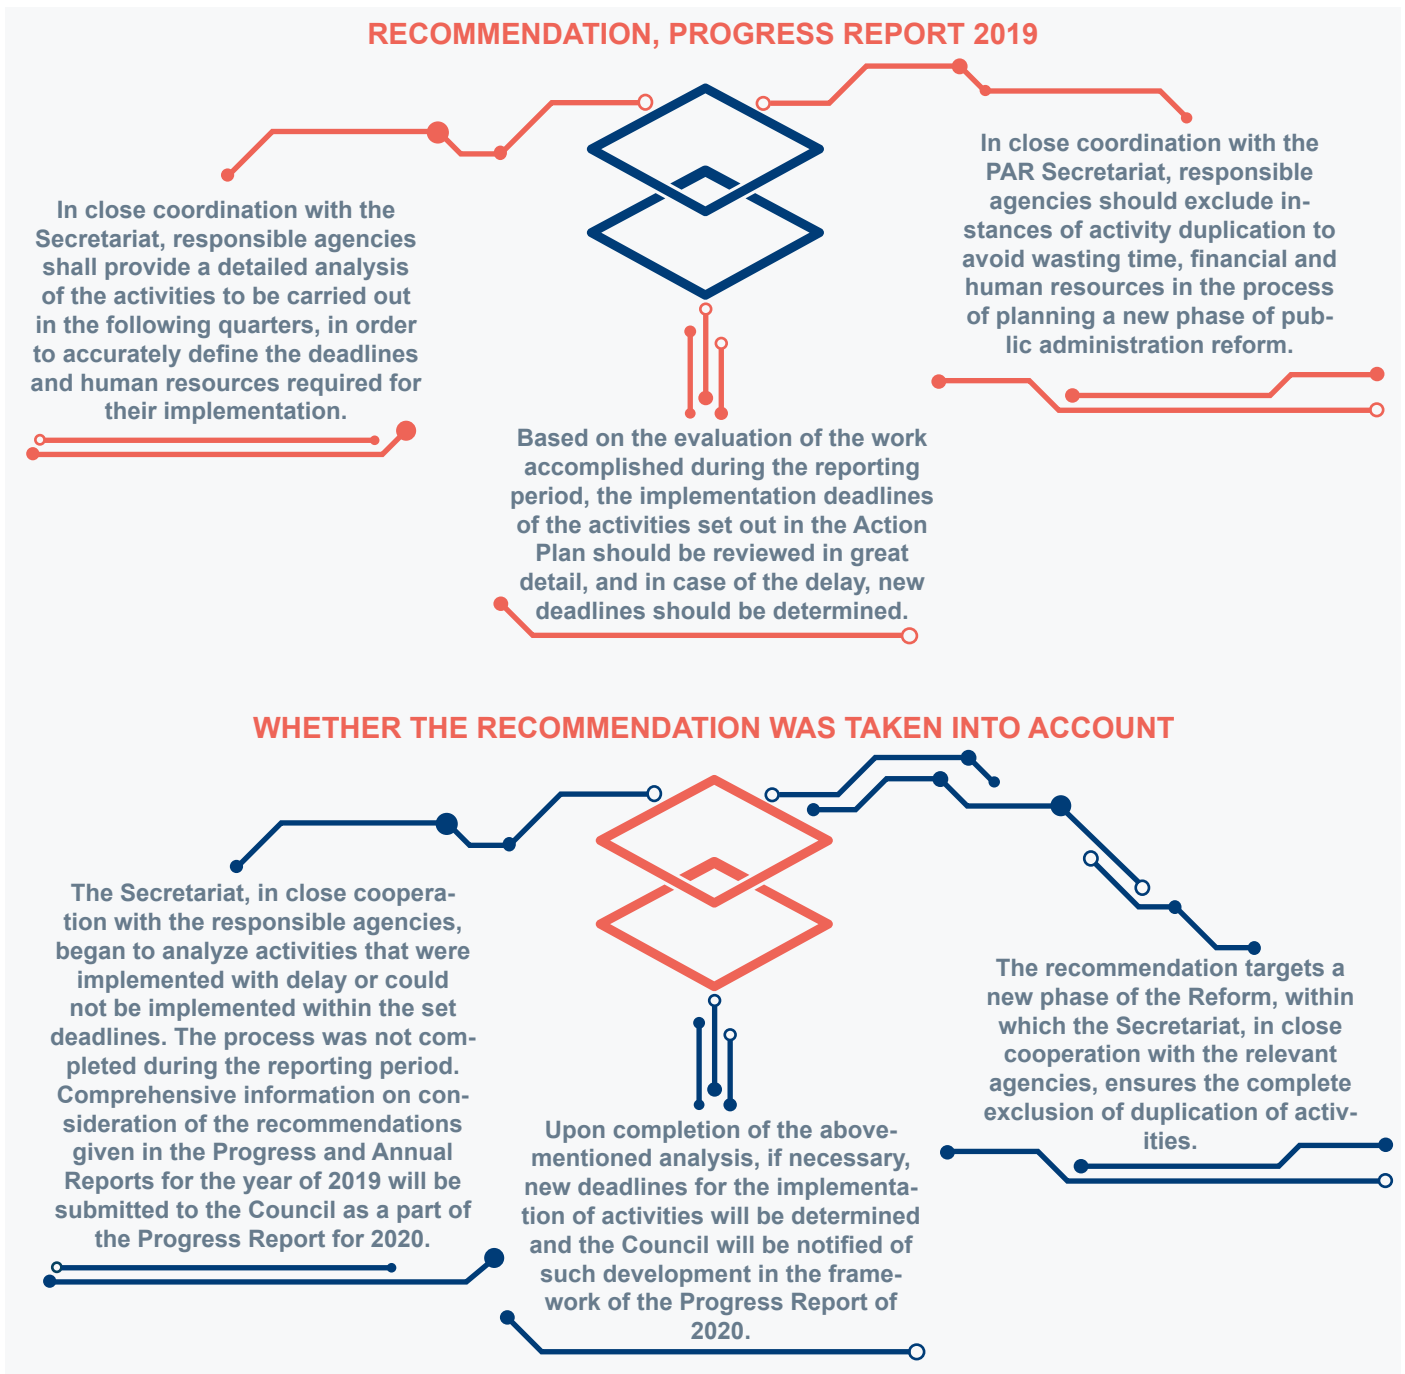 RECOMMENDATION, PROGRESS REPORT 2019
In close coordination with the
Secretariat, responsible agencies
shall provide a detailed analysis
of the activities to be carried out
in the following quarters, in order
to accurately define the deadlines
and human resources required for
their implementation.
Based on the evaluation of the work
accomplished during the reporting
period, the implementation deadlines
of the activities set out in the Action
Plan should be reviewed in great
detail, and in case of the delay, new
deadlines should be determined.
In close coordination with the
PAR Secretariat, responsible
agencies should exclude in-
stances of activity duplication to
avoid wasting time, financial and
human resources in the process
of planning a new phase of pub-
lic administration reform.
WHETHER THE RECOMMENDATION WAS TAKEN INTO ACCOUNT
The Secretariat, in close coopera-
tion with the responsible agencies,
began to analyze activities that were
implemented with delay or could
not be implemented within the set
deadlines. The process was not com-
pleted during the reporting period.
Comprehensive information on con-
sideration of the recommendations
given in the Progress and Annual
Reports for the year of 2019 will be
submitted to the Council as a part of
the Progress Report for 2020.
Upon completion of the above-
mentioned analysis, if necessary,
new deadlines for the implementa-
tion of activities will be determined
and the Council will be notified of
such development in the frame-
work of the Progress Report of
2020.
The recommendation targets a
new phase of the Reform, within
which the Secretariat, in close
cooperation with the relevant
agencies, ensures the complete
exclusion of duplication of activ-
ities.